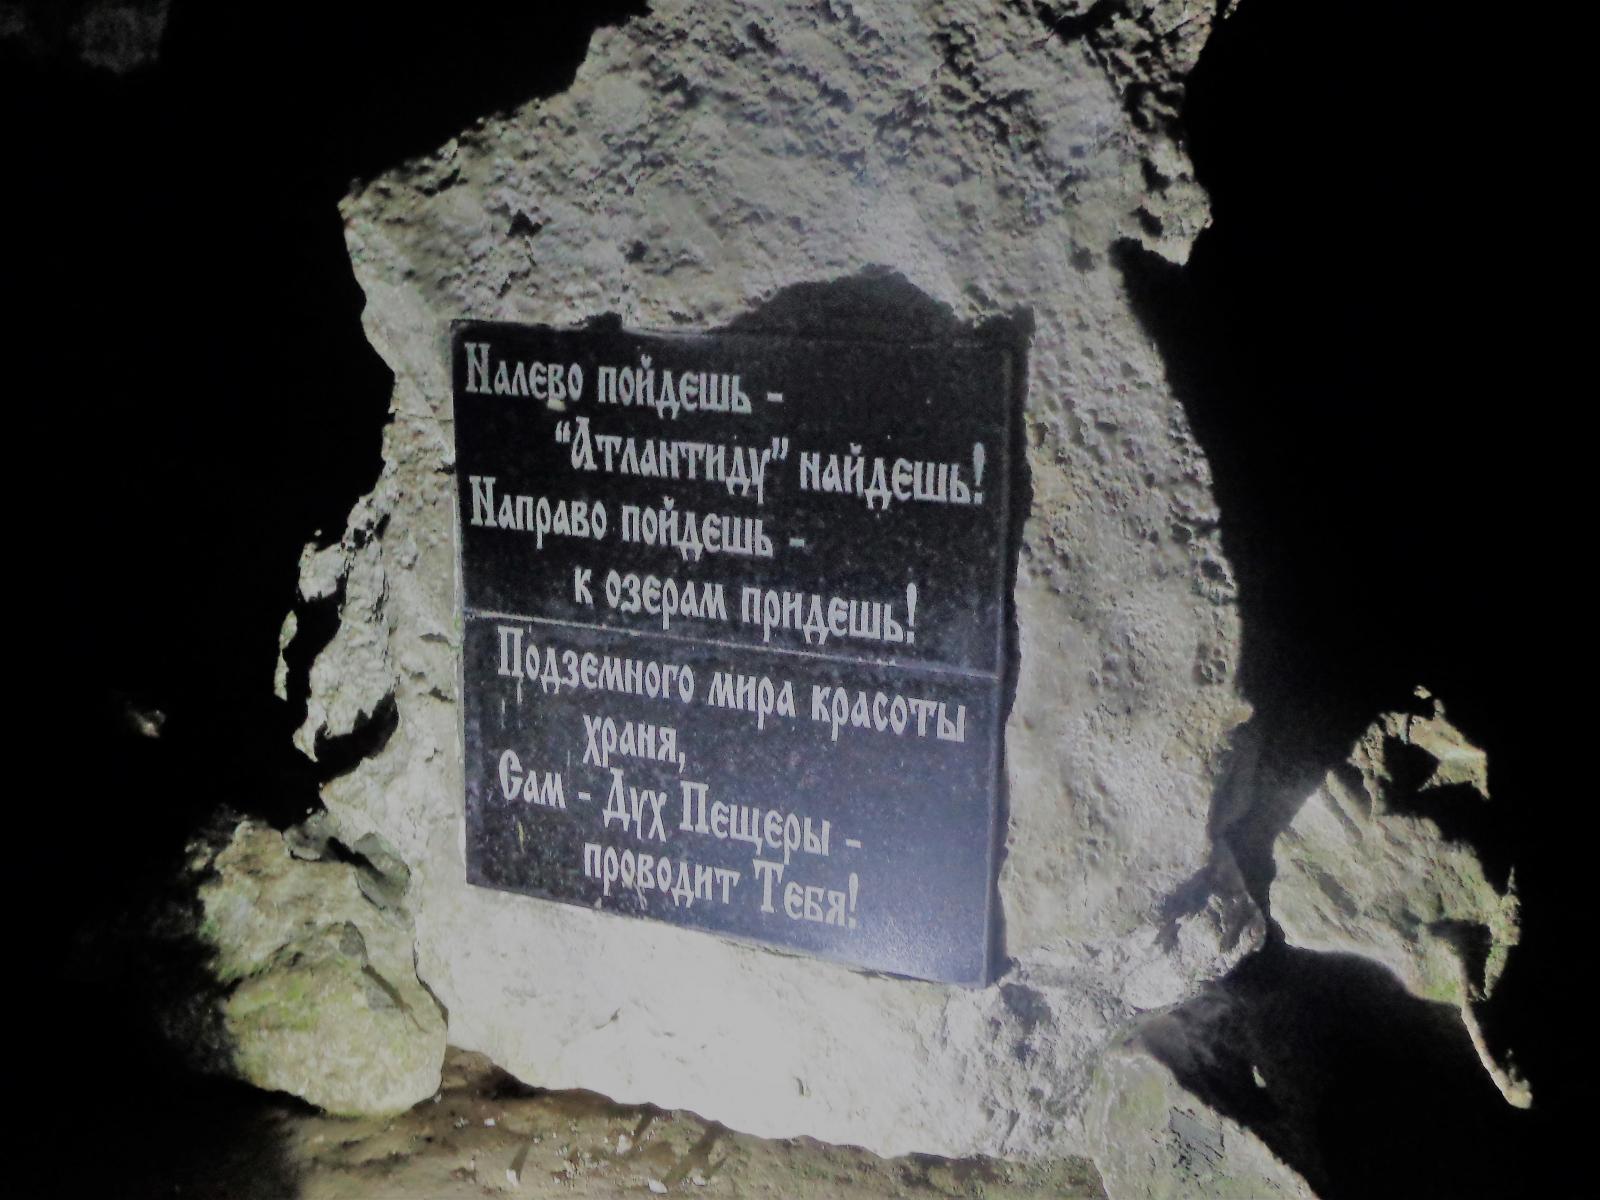 Налево пойдешь -
“Атлантиду” найдешь!
Направо пойдешь -
к озерам придешь!
Подземного мира красоты
храня,
Сам - Дух Пещеры -
проводит Тебя!